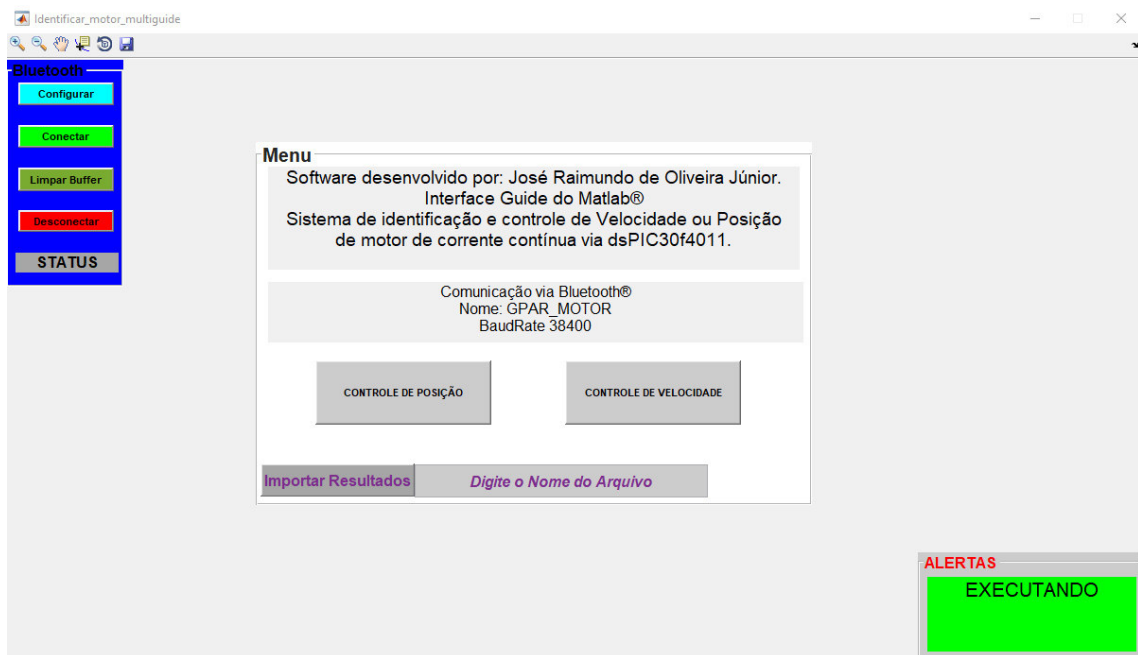 Identificar_motor_multiguide
Bluetooth
Configurar
Conectar
Limpar Buffer
Desconectar
STATUS
Menu
Software desenvolvido por: José Raimundo de Oliveira Júnior.
Interface Guide do Matlab®
Sistema de identificação e controle de Velocidade ou Posição
de motor de corrente contínua via dsPIC30f4011.
Comunicação via Bluetooth®
Nome: GPAR_MOTOR
BaudRate 38400
CONTROLE DE POSIÇÃO
CONTROLE DE VELOCIDADE
Importar Resultados
Digite o Nome do Arquivo
ALERTAS
EXECUTANDO